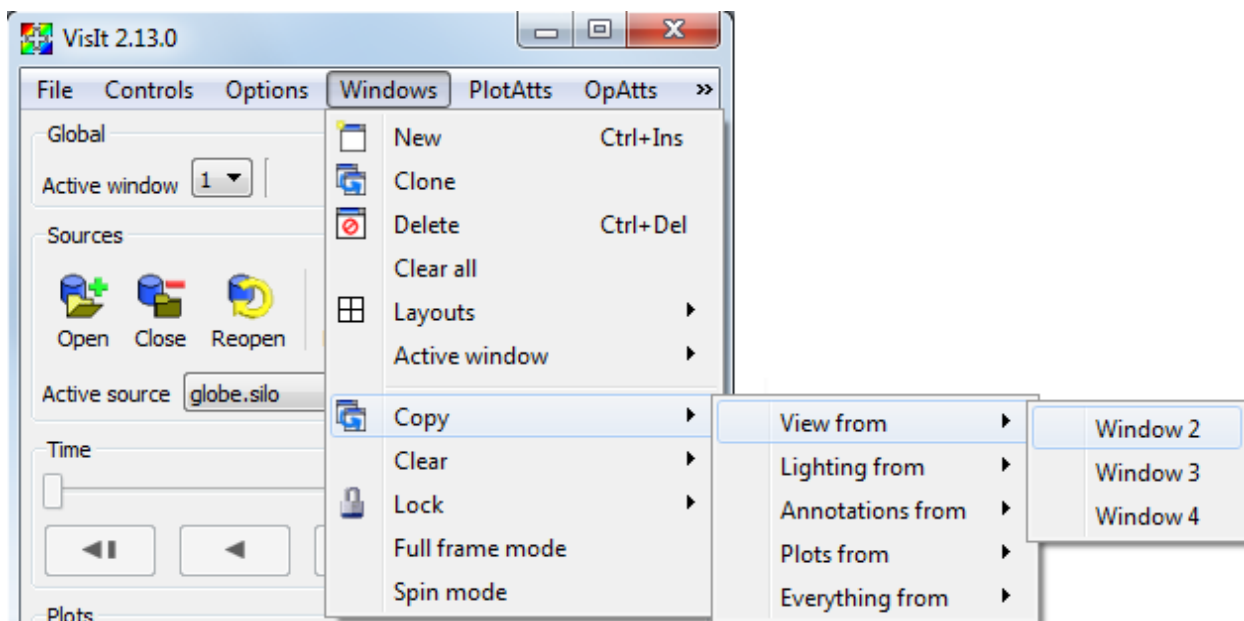 VisIt 2.13.0
File Controls Options Windows PlotAtts OpAtts »
Global
Active window 1
Sources
Open Close Reopen
Active source globe.silo
Time
Plots
New Ctrl+Ins
Clone
Delete Ctrl+Del
Clear all
Layouts
Active window
Copy
Clear
Lock
Full frame mode
Spin mode
View from
Lighting from
Annotations from
Plots from
Everything from
Window 2
Window 3
Window 4